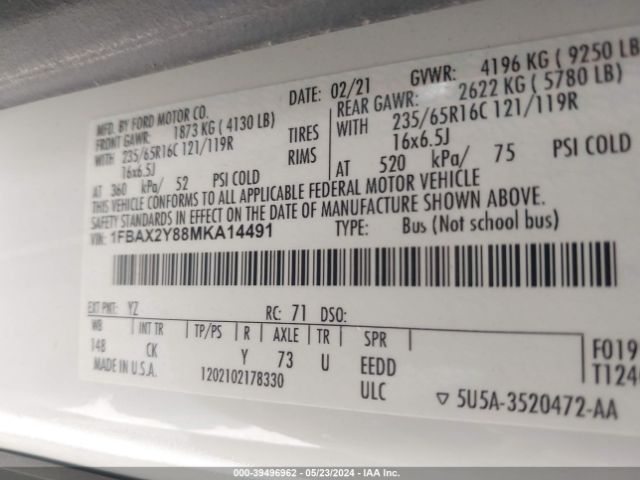 MFD. BY FORD MOTOR CO.
DATE: 02/21
GVWR: 4196 KG ( 9250 LB
FRONT GAWR: 1873 KG ( 4130 LB)
REAR GAWR: 2622 KG ( 5780 LB)
WITH 235/65R16C 121/119R TIRES WITH 235/65R16C 121/119R
16x6.5J RIMS 16x6.5J
AT 360 kPa/ 52 PSI COLD AT 520 kPa/ 75 PSI COLD
THIS VEHICLE CONFORMS TO ALL APPLICABLE FEDERAL MOTOR VEHICLE
SAFETY STANDARDS IN EFFECT ON THE DATE OF MANUFACTURE SHOWN ABOVE.
VIN: 1FBAX2Y88MKA14491 TYPE: Bus (Not school bus)
EXT PNT: YZ RC: 71 DSO:
WB INT TR TP/PS R AXLE TR SPR
148 CK Y 73 U EEDD
F019
MADE IN U.S.A. 1202102178330 ULC
T124
5U5A-3520472-AA
000-39496962 - 05/23/2024 - IAA Inc.